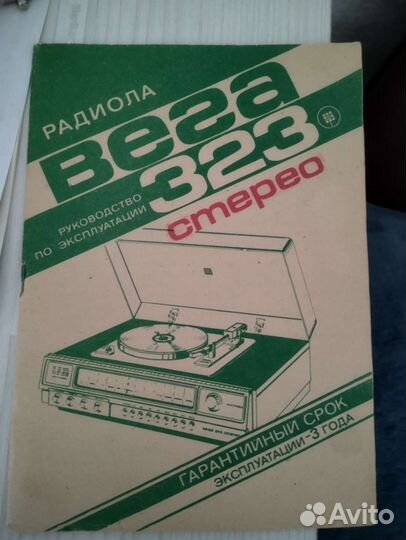 РАДИОЛА
Вега
323
стерео
РУКОВОДСТВО
ПО ЭКСПЛУАТАЦИИ
ГАРАНТИЙНЫЙ СРОК
ЭКСПЛУАТАЦИИ-3 ГОДА
Avito